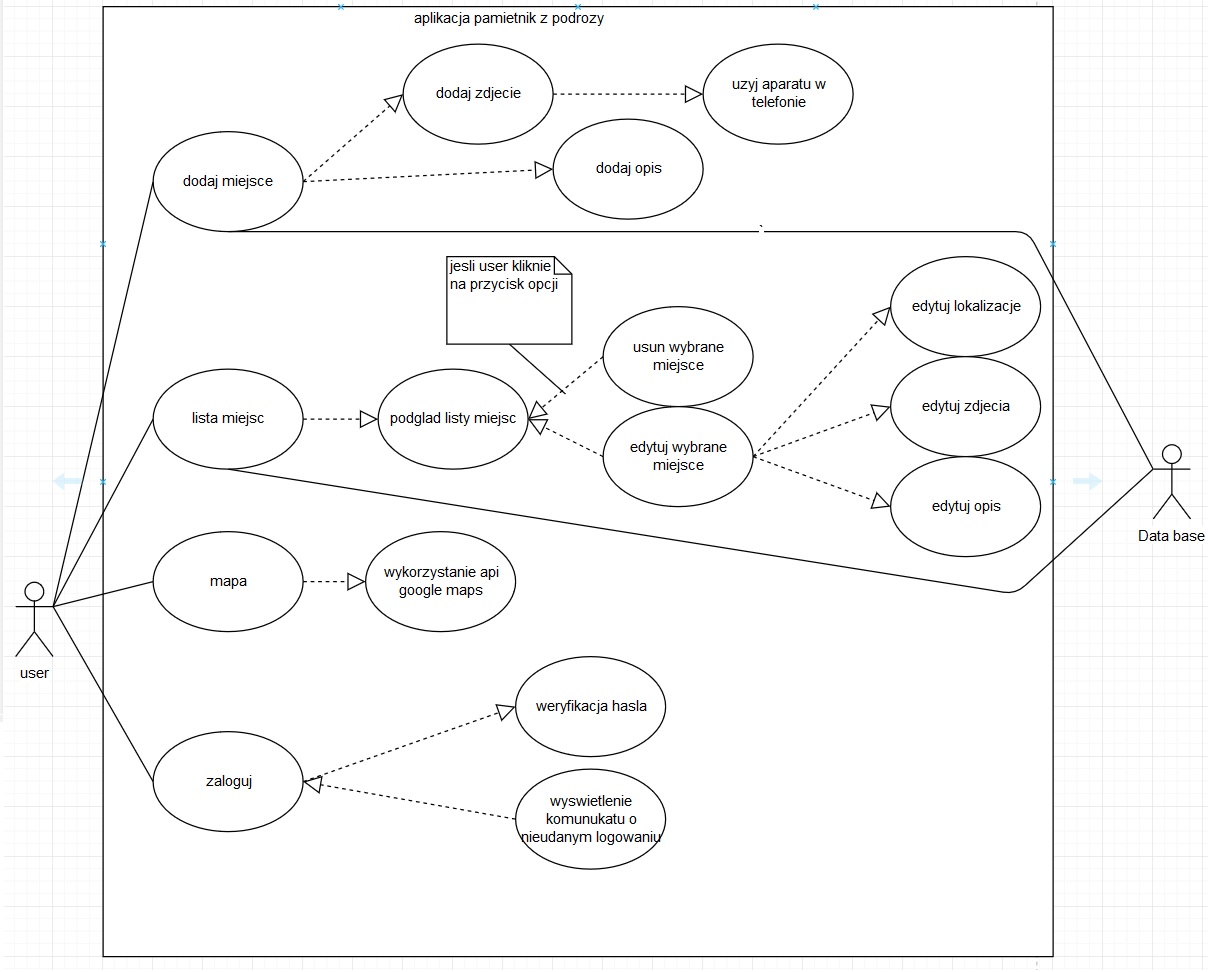 aplikacja pamietnik z podrozy
dodaj zdjecie
uzyj aparatu w
telefonie
dodaj miejsce
dodaj opis
jesli user kliknie
na przycisk opcji
edytuj lokalizacje
usun wybrane
miejsce
lista miejsc
podglad listy miejsc
edytuj zdjecia
edytuj wybrane
miejsce
edytuj opis
Data base
mapa
wykorzystanie api
google maps
user
weryfikacja hasla
zaloguj
wyswietlenie
komunukatu o
nieudanym logowaniu